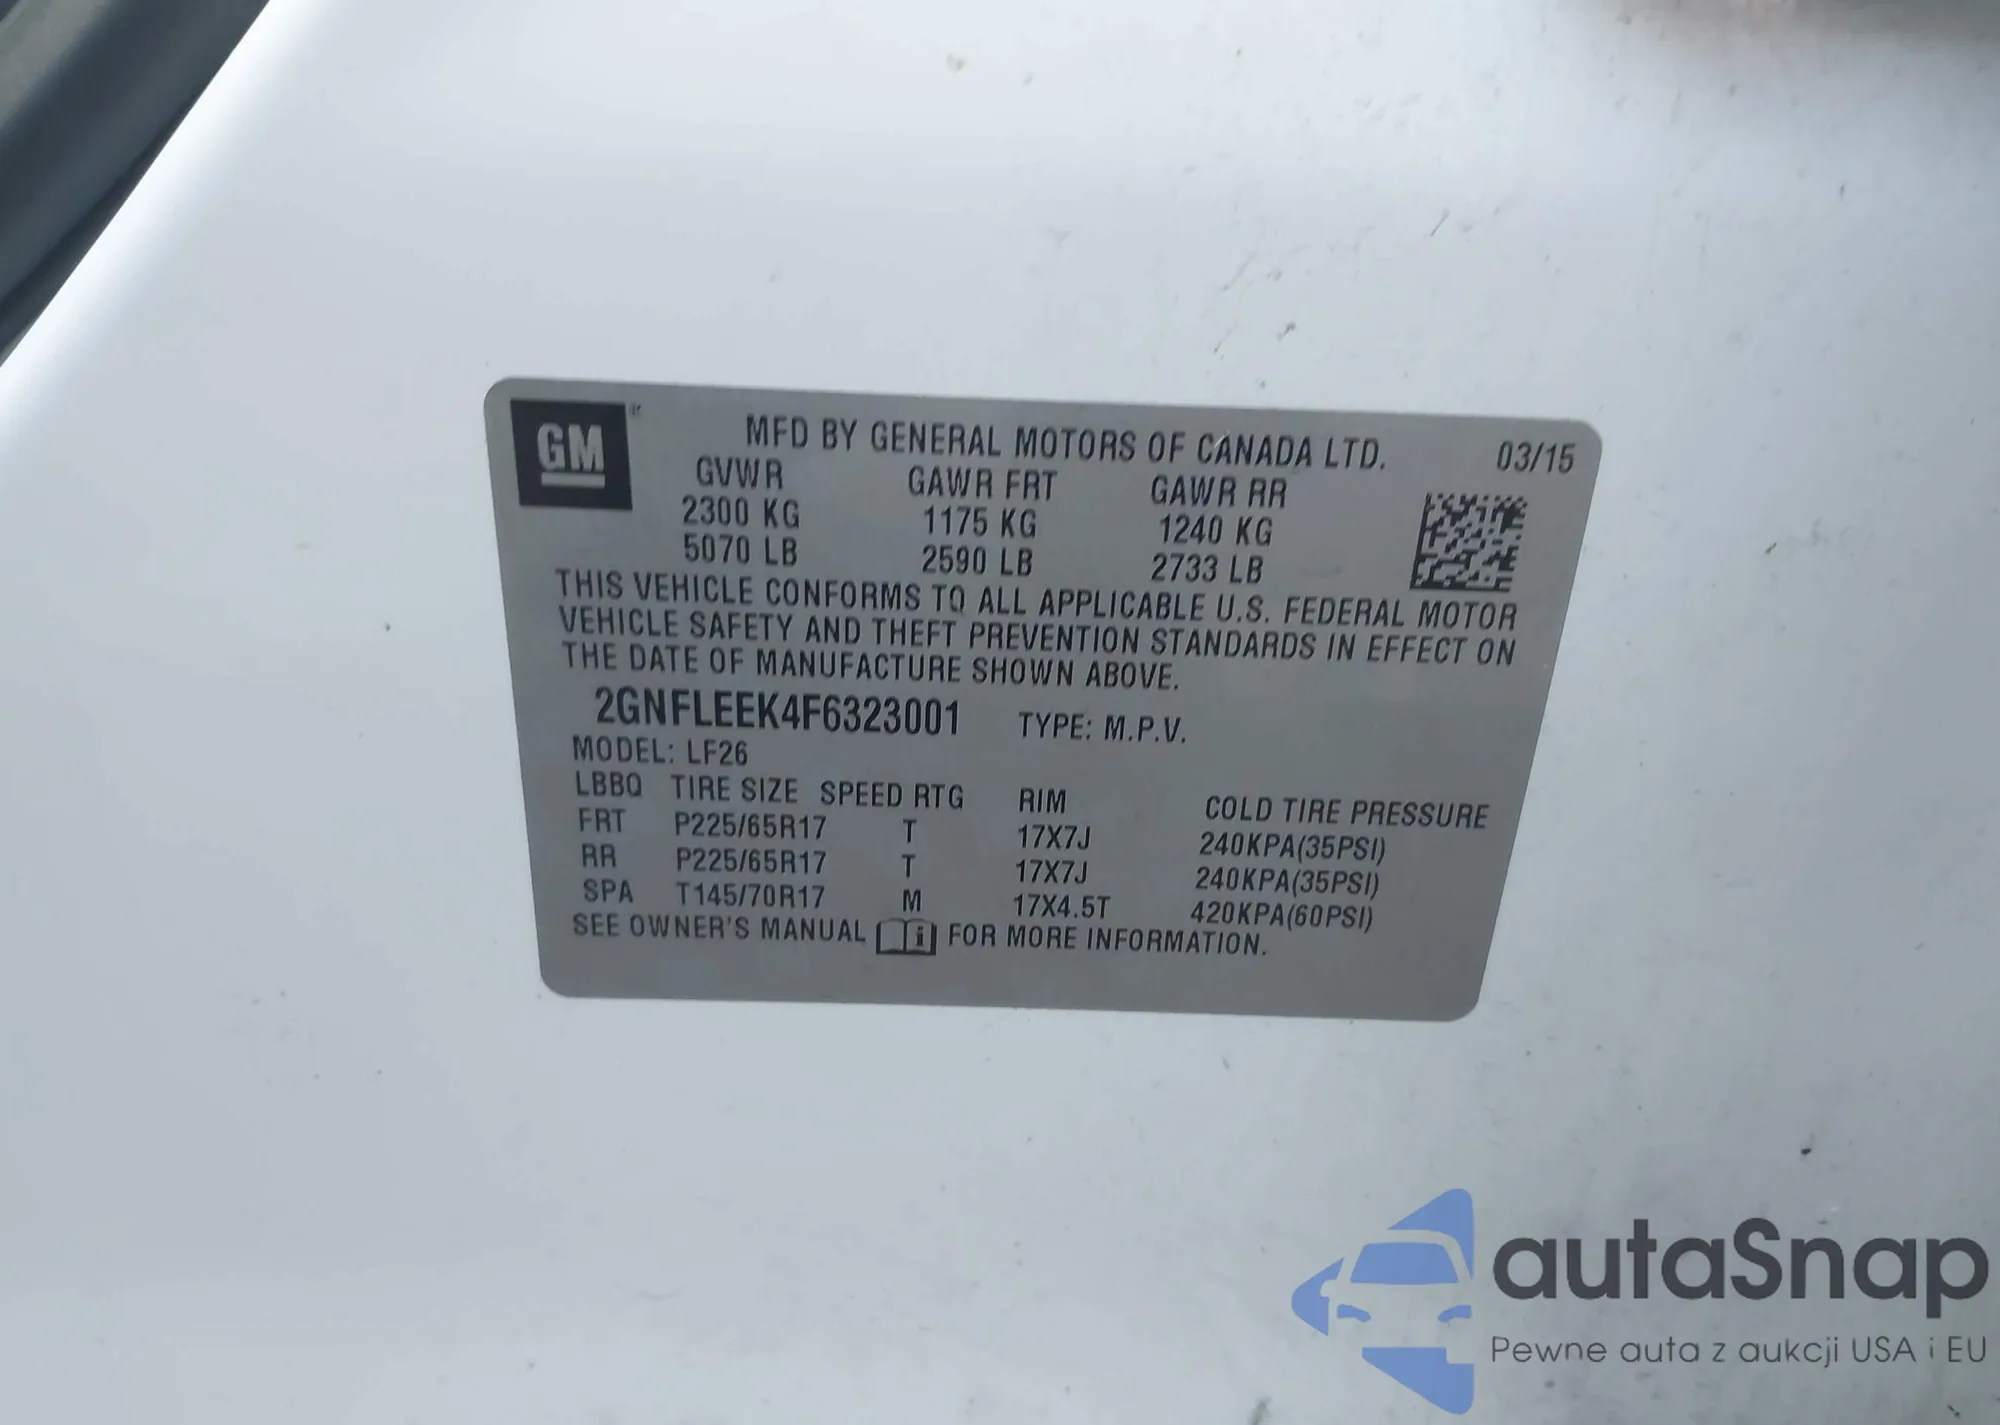 GM
MFD BY GENERAL MOTORS OF CANADA LTD. 03/15
GVWR GAWR FRT GAWR RR
2300 KG 1175 KG 1240 KG
5070 LB 2590 LB 2733 LB
THIS VEHICLE CONFORMS TO ALL APPLICABLE U.S. FEDERAL MOTOR
VEHICLE SAFETY AND THEFT PREVENTION STANDARDS IN EFFECT ON
THE DATE OF MANUFACTURE SHOWN ABOVE.
2GNFLEEK4F6323001 TYPE: M.P.V.
MODEL: LF26
LBBQ TIRE SIZE SPEED RTG RIM COLD TIRE PRESSURE
FRT P225/65R17 T 17X7J 240KPA(35PSI)
RR P225/65R17 T 17X7J 240KPA(35PSI)
SPA T145/70R17 M 17X4.5T 420KPA(60PSI)
SEE OWNER'S MANUAL i FOR MORE INFORMATION.
autaSnap
Pewne auta z aukcji USA i EU